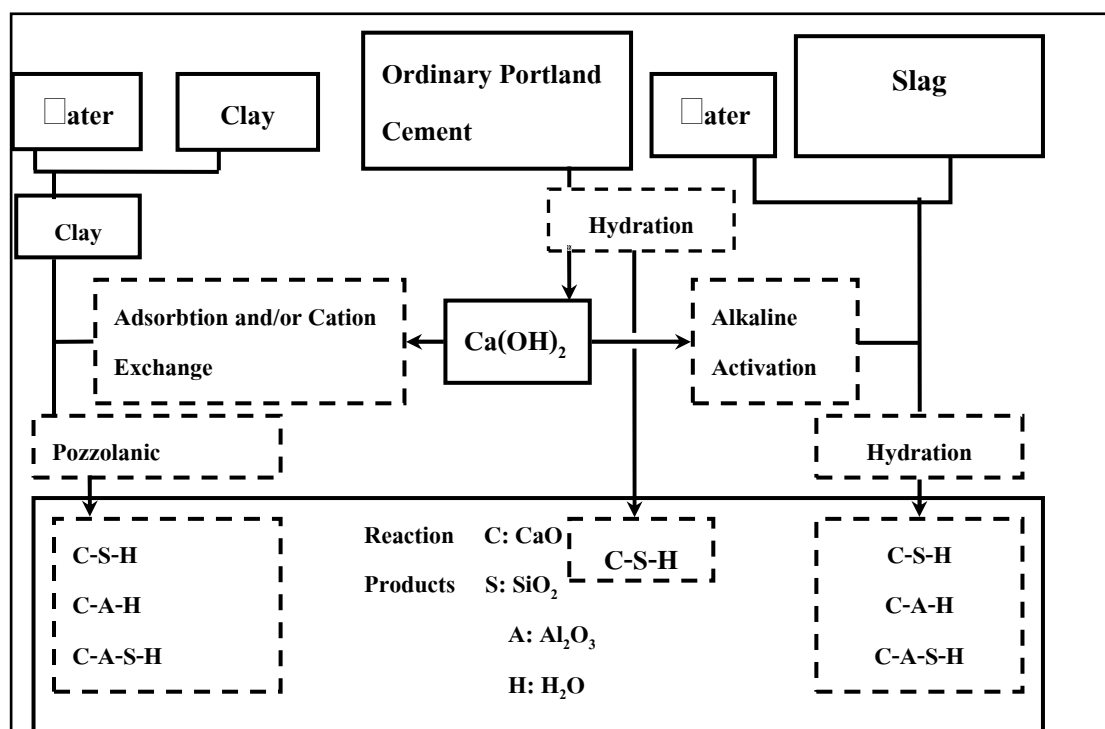 □ater
Clay
Ordinary Portland
Cement
□ater
Slag
Clay
Hydration
Adsorbtion and/or Cation
Exchange
Ca(OH)₂
Alkaline
Activation
Pozzolanic
Hydration
C-S-H
C-A-H
C-A-S-H
Reaction C: CaO
Products S: SiO₂
A: Al₂O₃
H: H₂O
C-S-H
C-S-H
C-A-H
C-A-S-H